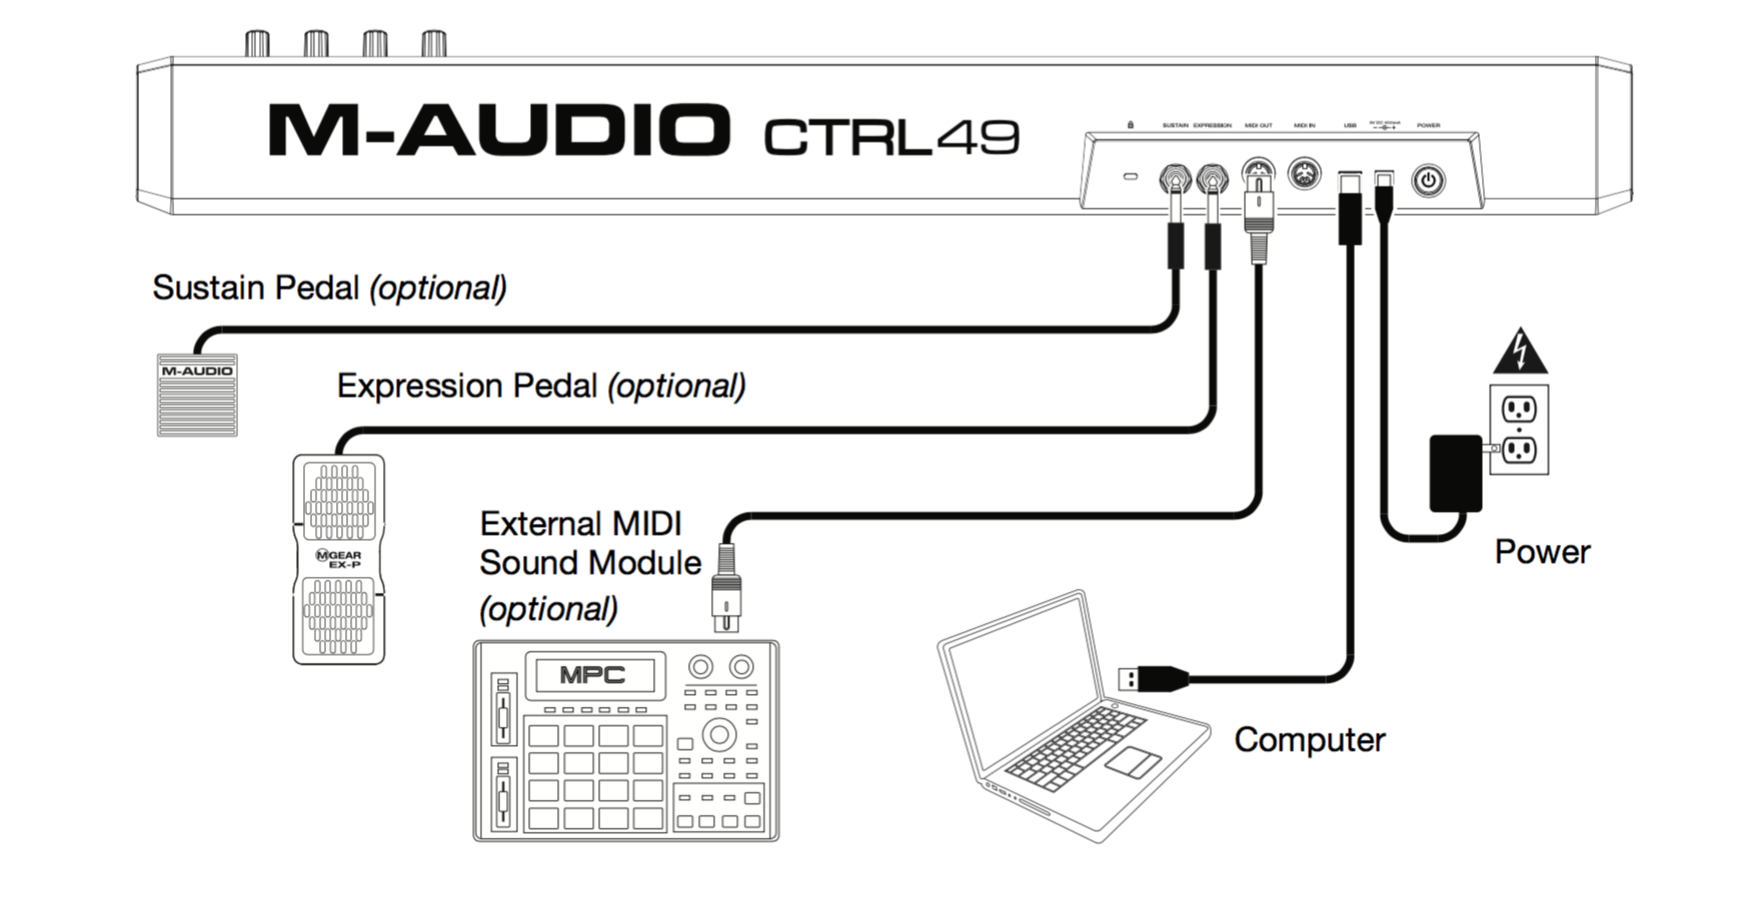 M-AUDIO CTRL49
SUSTAIN EXPRESSION MIDI OUT MIDI IN USB POWER
Sustain Pedal (optional)
M-AUDIO
Expression Pedal (optional)
M GEAR
EX-P
External MIDI
Sound Module
(optional)
MPC
Power
Computer